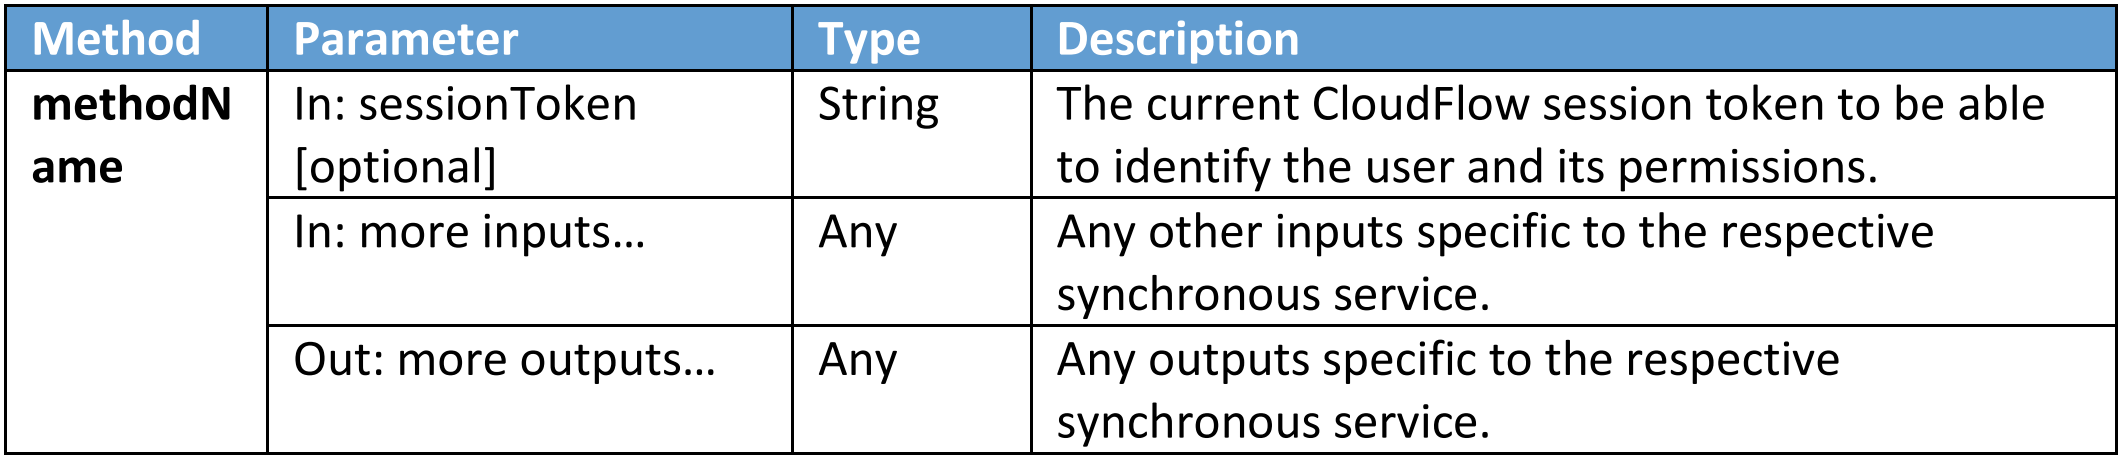 Method Parameter Type Description
methodN In: sessionToken String The current CloudFlow session token to be able
ame [optional] to identify the user and its permissions.
In: more inputs… Any Any other inputs specific to the respective
synchronous service.
Out: more outputs… Any Any outputs specific to the respective
synchronous service.